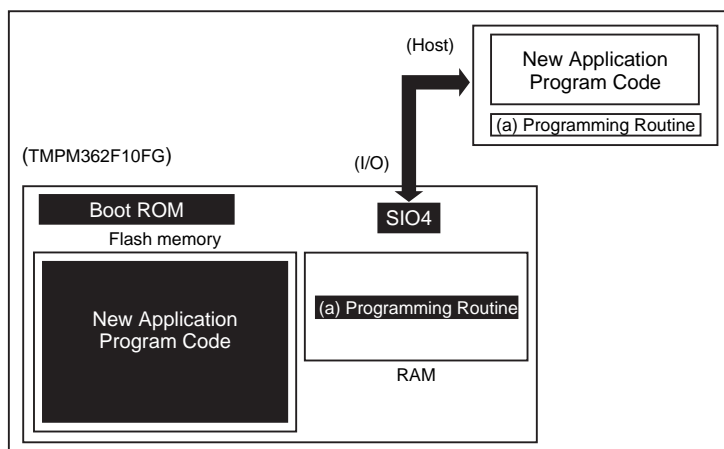 (Host)
New Application
Program Code
(a) Programming Routine
(TMPM362F10FG)
(I/O)
Boot ROM
SIO4
Flash memory
New Application
Program Code
(a) Programming Routine
RAM